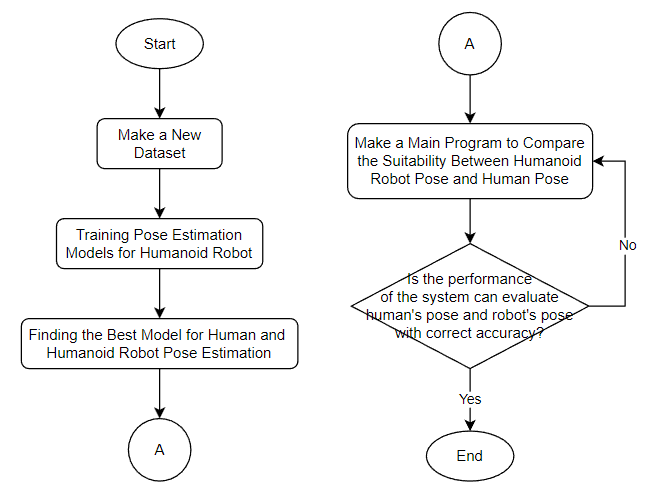 Start
Make a New
Dataset
Training Pose Estimation
Models for Humanoid Robot
Finding the Best Model for Human and
Humanoid Robot Pose Estimation
A
A
Make a Main Program to Compare
the Suitability Between Humanoid
Robot Pose and Human Pose
Is the performance
of the system can evaluate
human's pose and robot's pose
with correct accuracy?
No
Yes
End